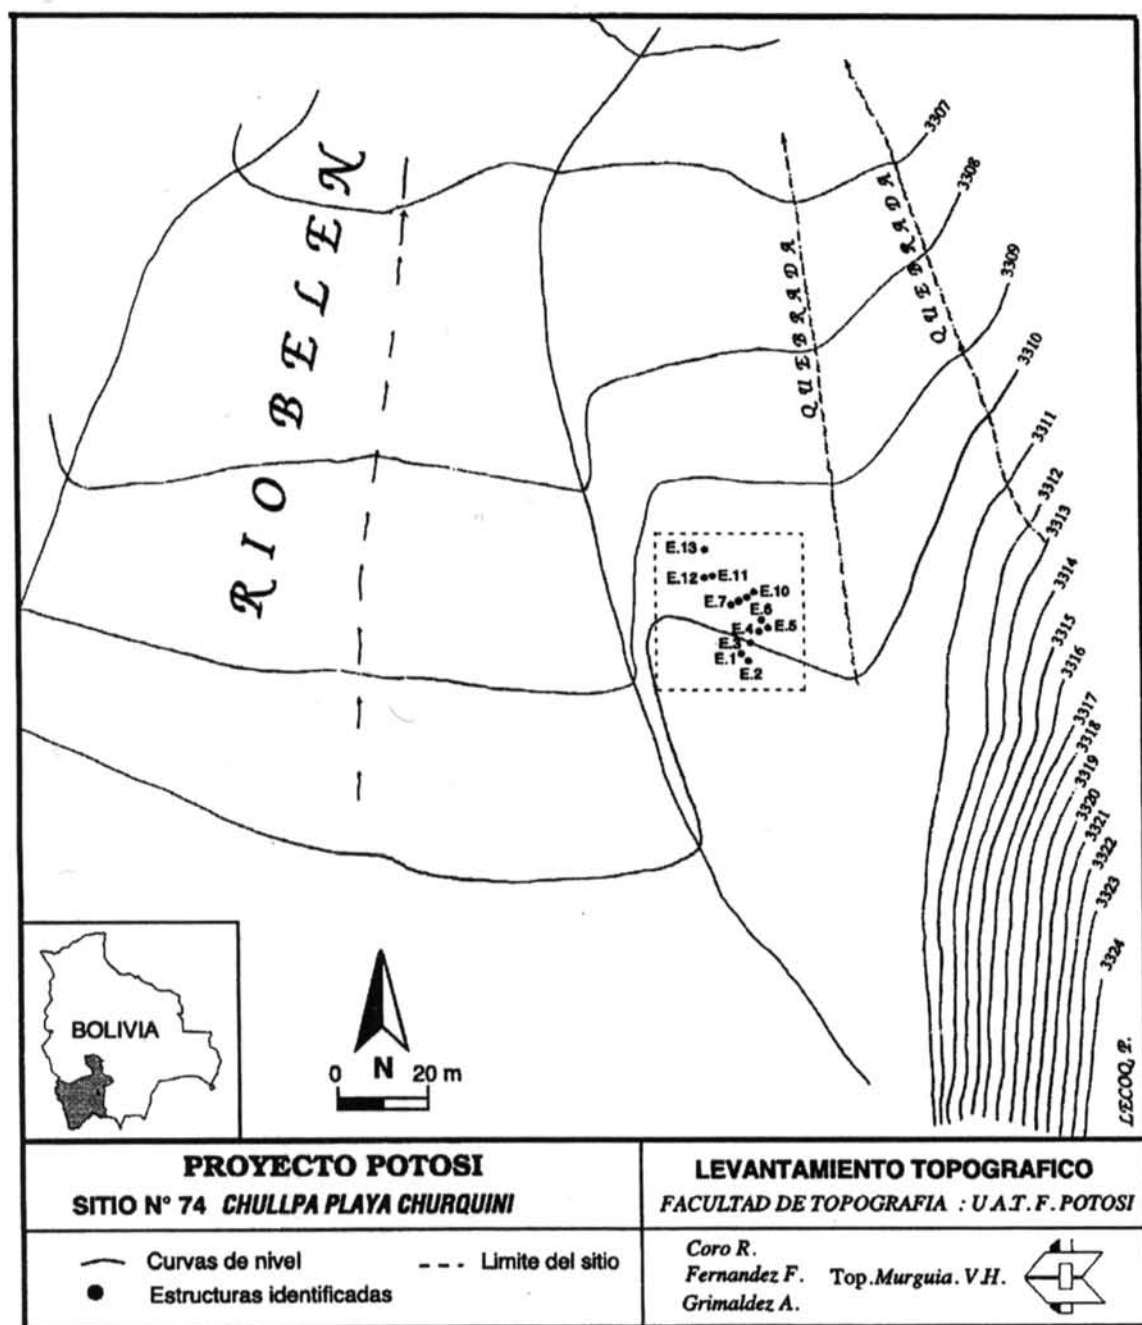 3307
3308
3309
3310
3311
3312
3313
3314
3315
3316
3317
3318
3319
3320
3321
3322
3323
3324
RIO BELEN
QUEBRADA
QUEBRADA
E.13
E.12 E.11
E.10
E.7
E.6
E.4 E.5
E.3
E.1
E.2
BOLIVIA
N
0 20 m
LECOQ, P.
PROYECTO POTOSI
SITIO N° 74 CHULLPA PLAYA CHURQUINI
Curvas de nivel
Limite del sitio
Estructuras identificadas
LEVANTAMIENTO TOPOGRAFICO
FACULTAD DE TOPOGRAFIA : U A.T. F. POTOSI
Coro R.
Fernandez F. Top. Murguia. V.H.
Grimaldez A.